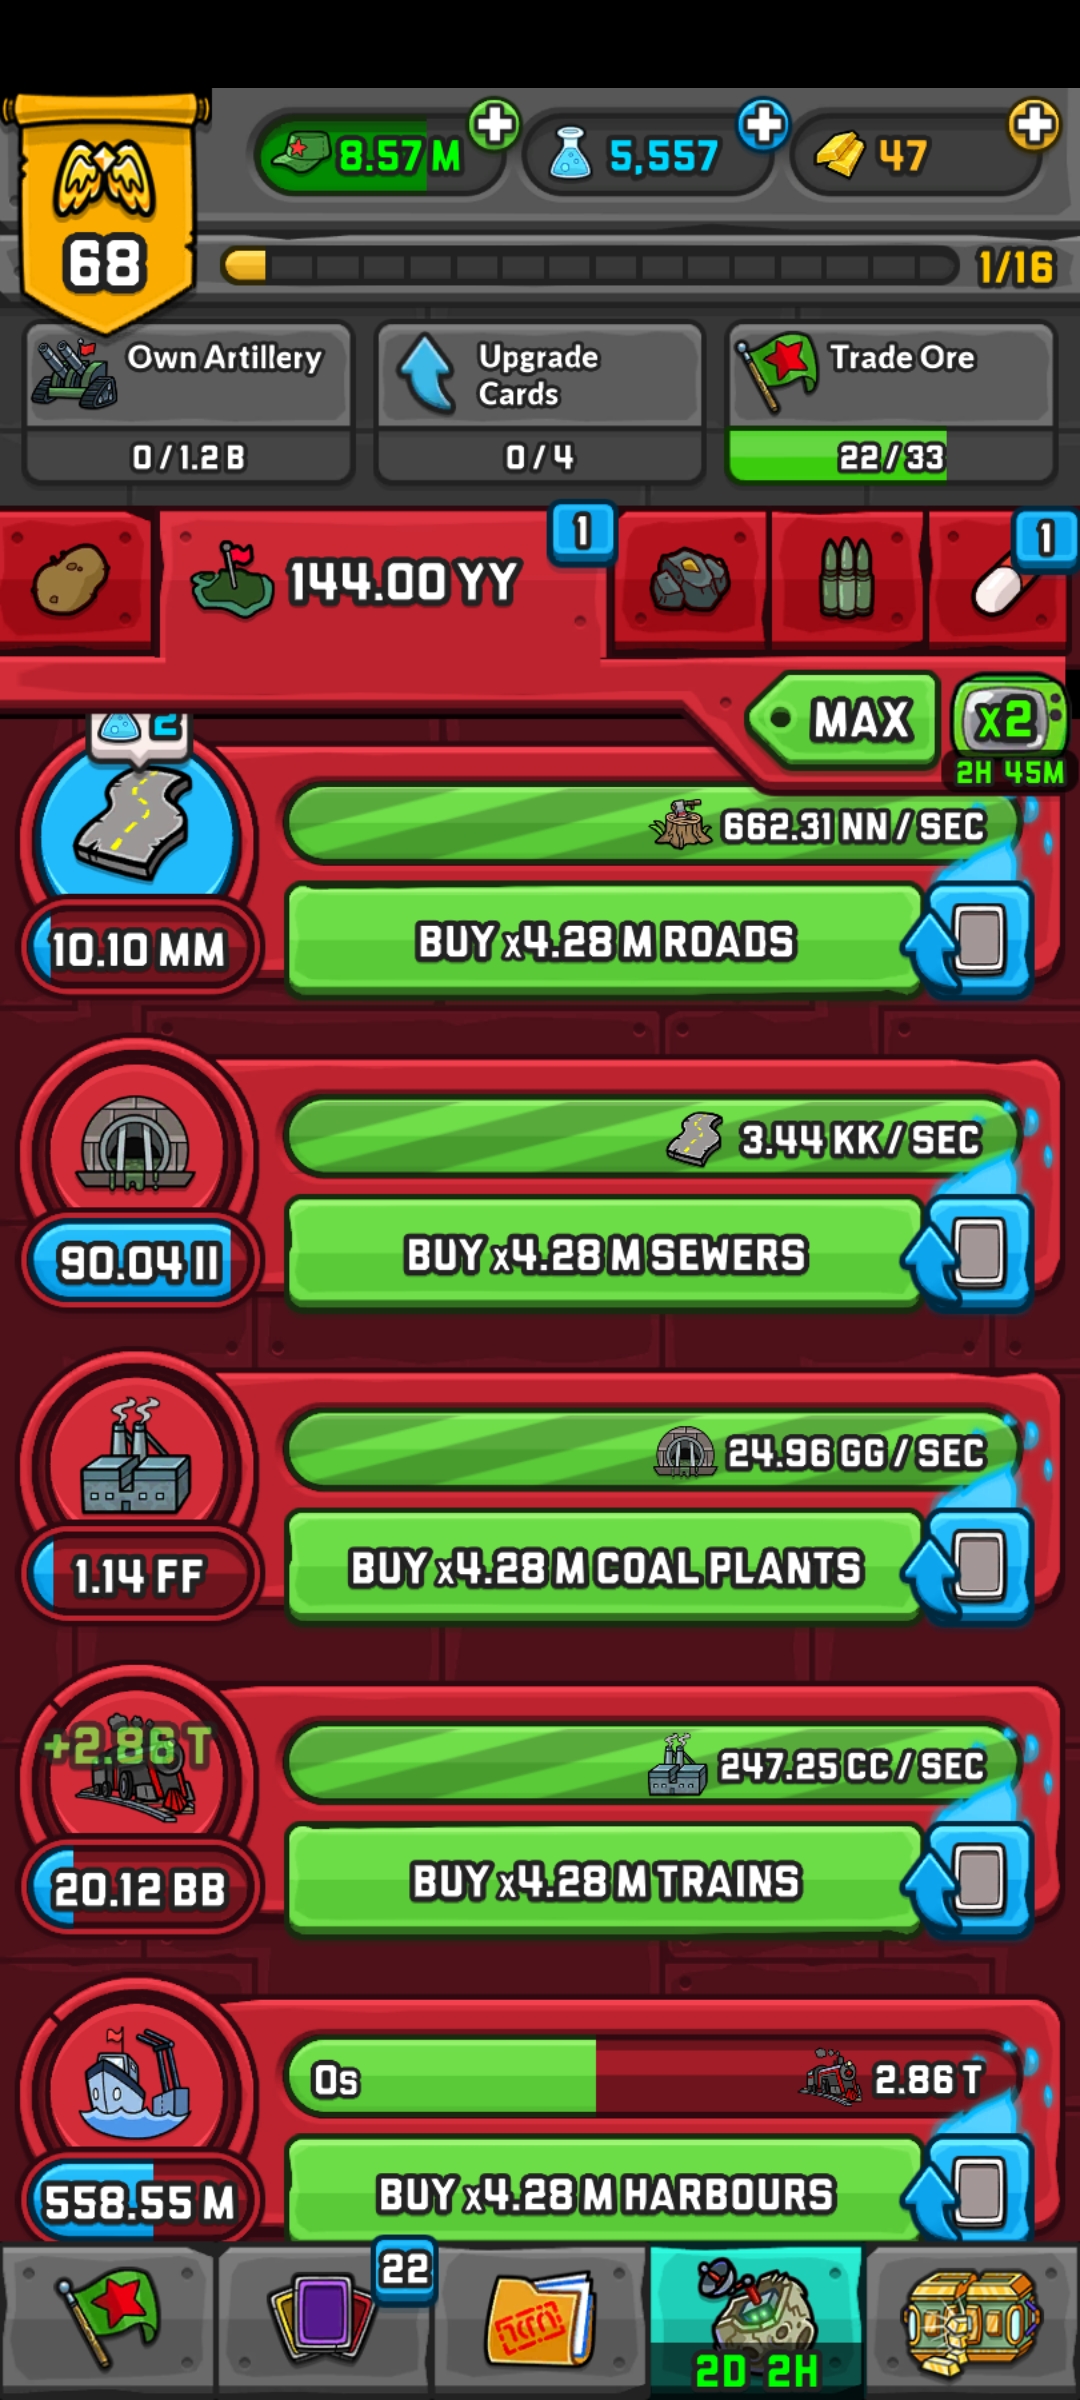 8.57 M
5,557
47
68
1/16
Own Artillery
0 / 1.2 B
Upgrade
Cards
0 / 4
Trade Ore
22 / 33
1
144.00 YY
1
MAX
x2
2H 45M
2
662.31 NN / SEC
10.10 MM
BUY x4.28 M ROADS
3.44 KK / SEC
90.04 II
BUY x4.28 M SEWERS
24.96 GG / SEC
1.14 FF
BUY x4.28 M COAL PLANTS
+2.86 T
247.25 CC / SEC
20.12 BB
BUY x4.28 M TRAINS
0s
2.86 T
558.55 M
BUY x4.28 M HARBOURS
22
2D 2H